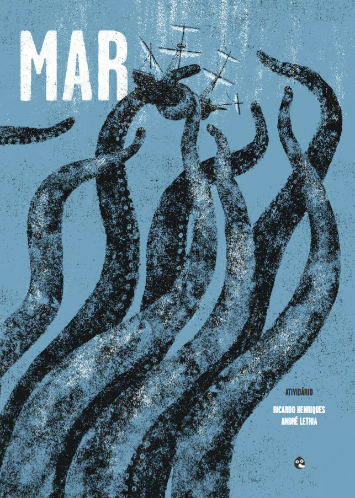 MAR
ATIVIDÁRIO
RICARDO HENRIQUES
ANDRÉ LETRIA